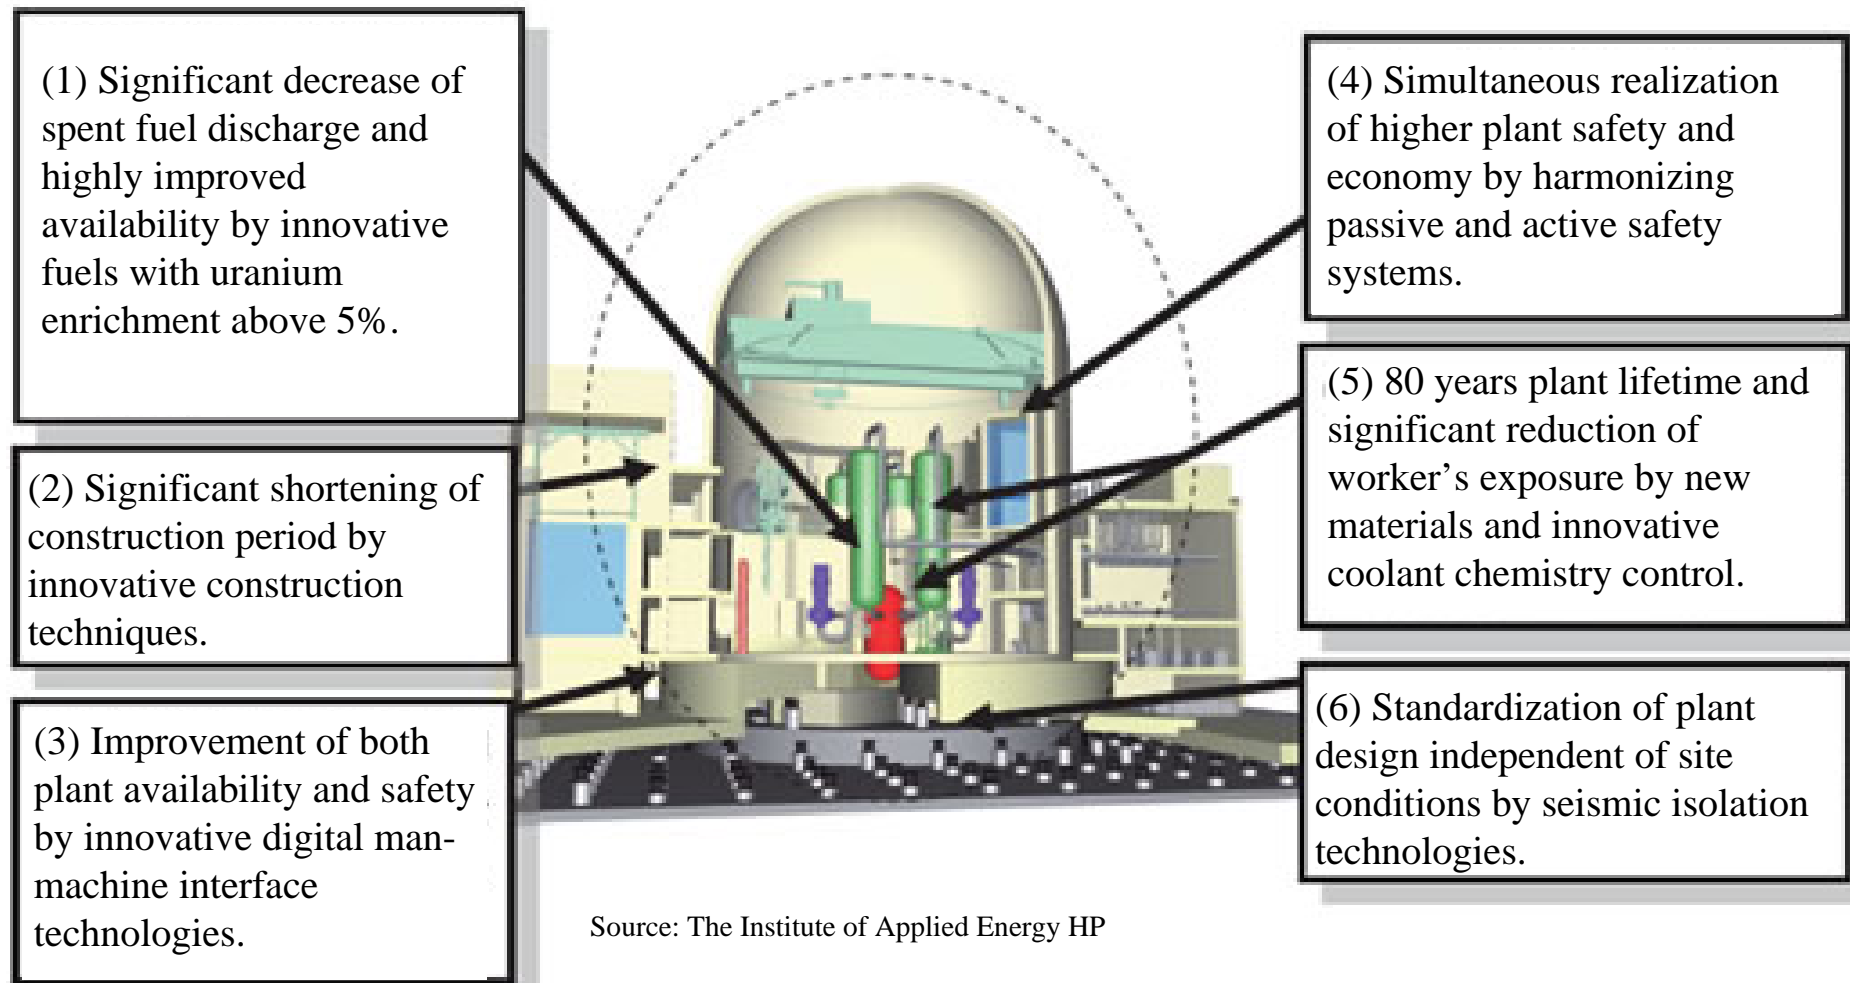 (1) Significant decrease of
spent fuel discharge and
highly improved
availability by innovative
fuels with uranium
enrichment above 5%.
(2) Significant shortening of
construction period by
innovative construction
techniques.
(3) Improvement of both
plant availability and safety
by innovative digital man-
machine interface
technologies.
(4) Simultaneous realization
of higher plant safety and
economy by harmonizing
passive and active safety
systems.
(5) 80 years plant lifetime and
significant reduction of
worker’s exposure by new
materials and innovative
coolant chemistry control.
(6) Standardization of plant
design independent of site
conditions by seismic isolation
technologies.
Source: The Institute of Applied Energy HP